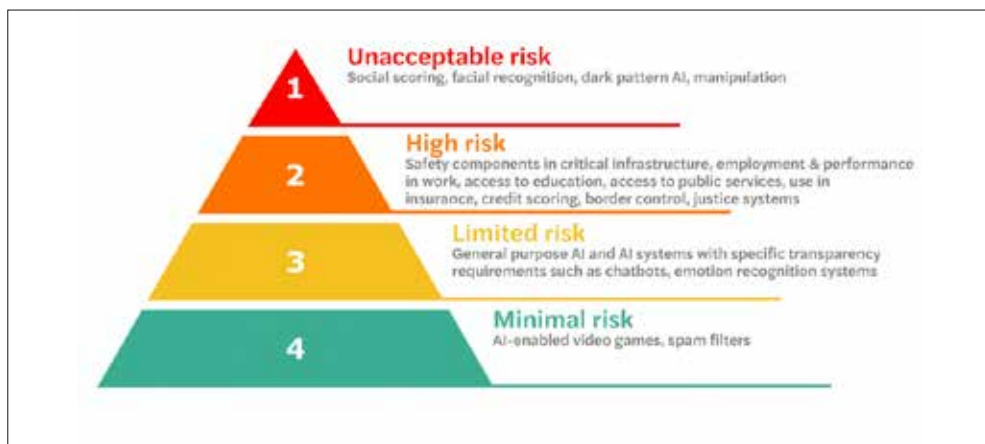 1
Unacceptable risk
Social scoring, facial recognition, dark pattern AI, manipulation
2
High risk
Safety components in critical infrastructure, employment & performance
in work, access to education, access to public services, use in
insurance, credit scoring, border control, justice systems
3
Limited risk
General purpose AI and AI systems with specific transparency
requirements such as chatbots, emotion recognition systems
4
Minimal risk
AI-enabled video games, spam filters